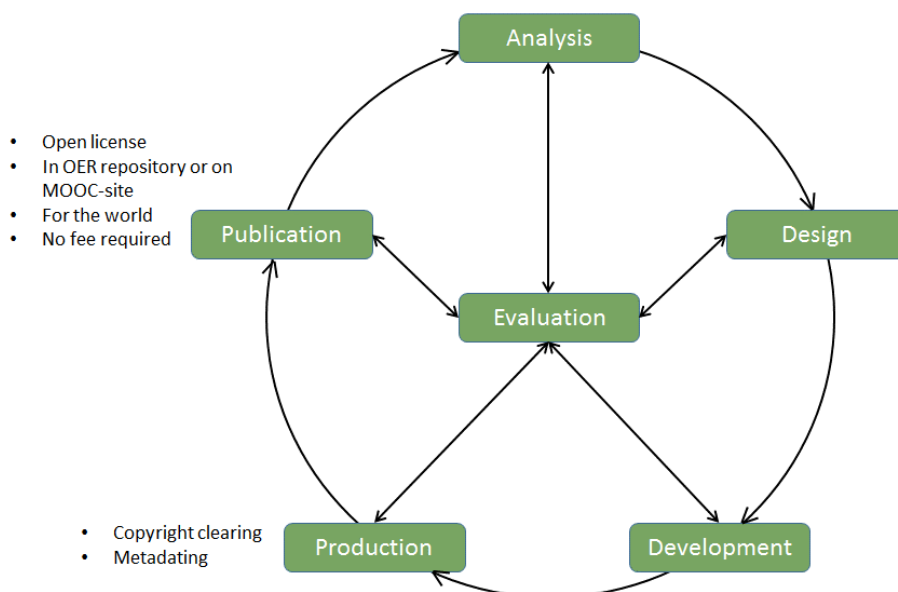 Analysis
• Open license
• In OER repository or on
MOOC-site
• For the world
• No fee required
Publication
Design
Evaluation
• Copyright clearing
• Metadating
Production
Development